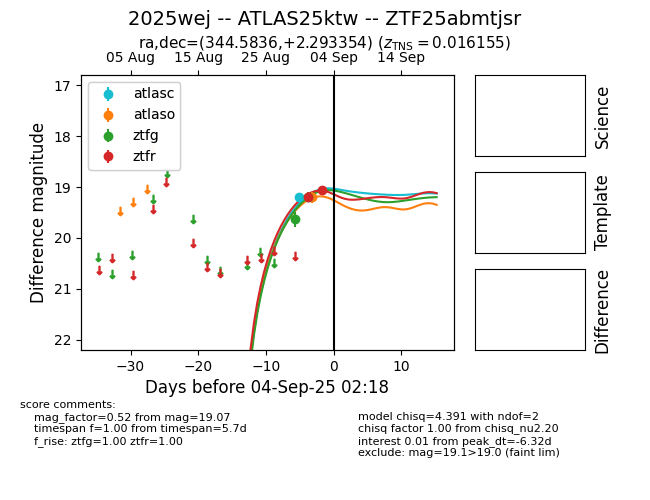 2025wej -- ATLAS25ktw -- ZTF25abmtjsr
ra,dec=(344.5836,+2.293354) (z_TNS = 0.016155)
05 Aug 15 Aug 25 Aug 04 Sep 14 Sep
atlasc
atlaso
ztfg
ztfr
17
18
19
20
21
22
Difference magnitude
−30 −20 −10 0 10
Days before 04-Sep-25 02:18
Science
Template
Difference
score comments:
mag_factor=0.52 from mag=19.07
timespan f=1.00 from timespan=5.7d
f_rise: ztfg=1.00 ztfr=1.00
model chisq=4.391 with ndof=2
chisq factor 1.00 from chisq_nu2.20
interest 0.01 from peak_dt=-6.32d
exclude: mag=19.1>19.0 (faint lim)